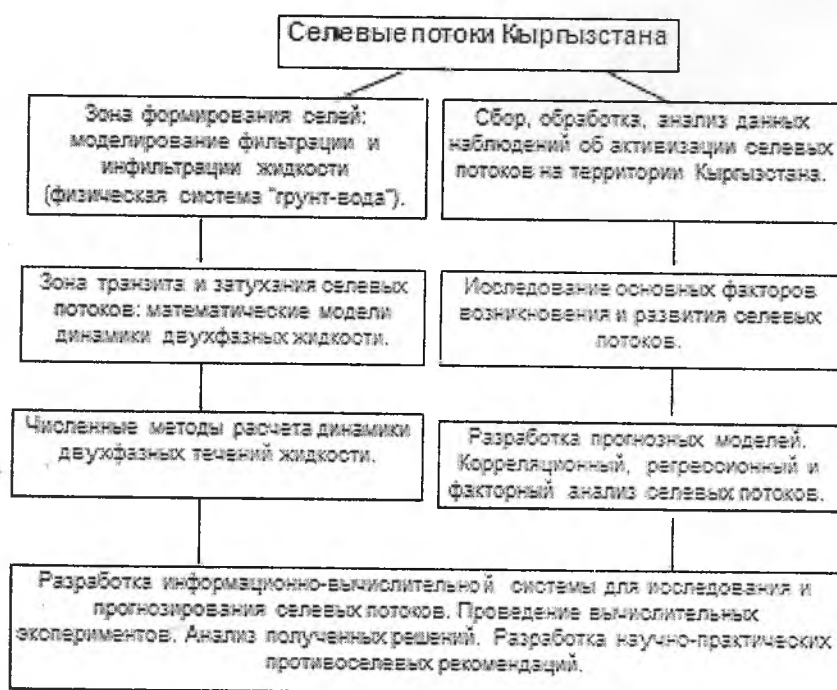 Селевые потоки Кыргызстана
Зона формирования селей:
моделирование фильтрации и
инфильтрации жидкости
(физическая система "грунт-вода").
Сбор, обработка, анализ данных
наблюдений об активизации селевых
потоков на территории Кыргызстана.
Зона транзита и затухания селевых
потоков: математические модели
динамики двухфазных жидкости.
Исследование основных факторов
возникновения и развития селевых
потоков.
Численные методы расчета динамики
двухфазных течений жидкости.
Разработка прогнозных моделей.
Корреляционный, регрессионный и
факторный анализ селевых потоков.
Разработка информационно-вычислительной системы для исследования и
прогнозирования селевых потоков. Проведение вычислительных
экспериментов. Анализ полученных решений. Разработка научно-практических
противоселевых рекомендаций.